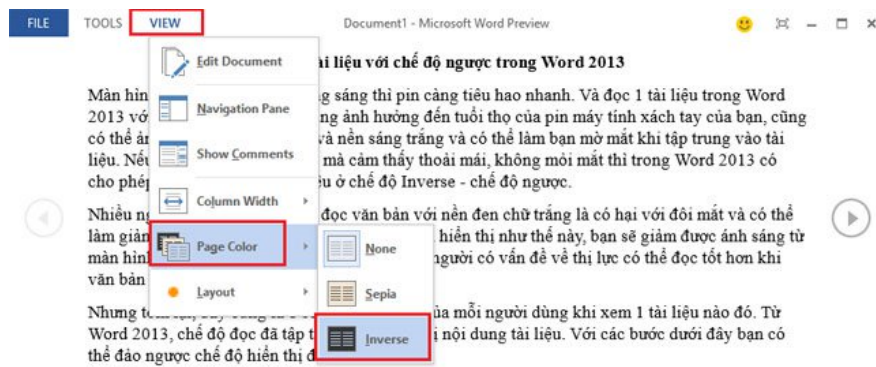 FILE TOOLS VIEW Document1 - Microsoft Word Preview
Edit Document
Navigation Pane
Show Comments
Column Width
Page Color
Layout
None
Sepia
Inverse
ài liệu với chế độ ngược trong Word 2013
Màn hìn g sáng thì pin càng tiêu hao nhanh. Và đọc 1 tài liệu trong Word
2013 vớ ng ảnh hưởng đến tuổi thọ của pin máy tính xách tay của bạn, cũng
có thể ản và nền sáng trắng và có thể làm bạn mờ mắt khi tập trung vào tài
liệu. Nếu mà cảm thấy thoải mái, không mỏi mắt thì trong Word 2013 có
cho phép ệu ở chế độ Inverse - chế độ ngược.
Nhiều ng đọc văn bản với nền đen chữ trắng là có hại với đôi mắt và có thể
làm giản hiển thị như thế này, bạn sẽ giảm được ánh sáng từ
màn hình người có vấn đề về thị lực có thể đọc tốt hơn khi
văn bản
Nhưng tóm lại, của mỗi người dùng khi xem 1 tài liệu nào đó. Từ
Word 2013, chế độ đọc đã tập t nội dung tài liệu. Với các bước dưới đây bạn có
thể đảo ngược chế độ hiển thị đ